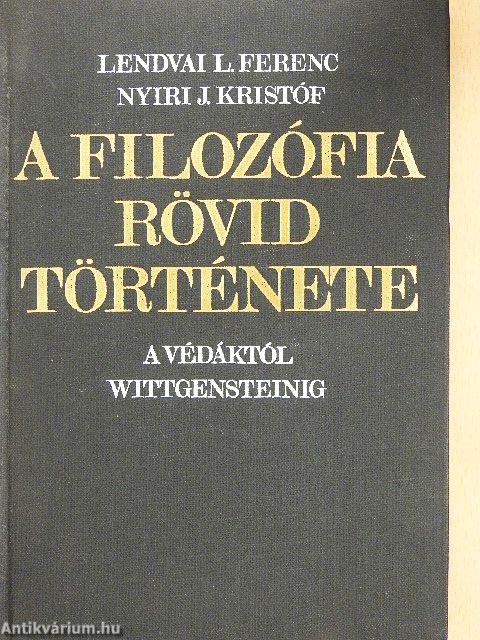 LENDVAI L. FERENC
NYIRI J. KRISTÓF
A FILOZÓFIA
RÖVID
TÖRTÉNETE
A VÉDÁKTÓL
WITTGENSTEINIG
Antikvárium.hu